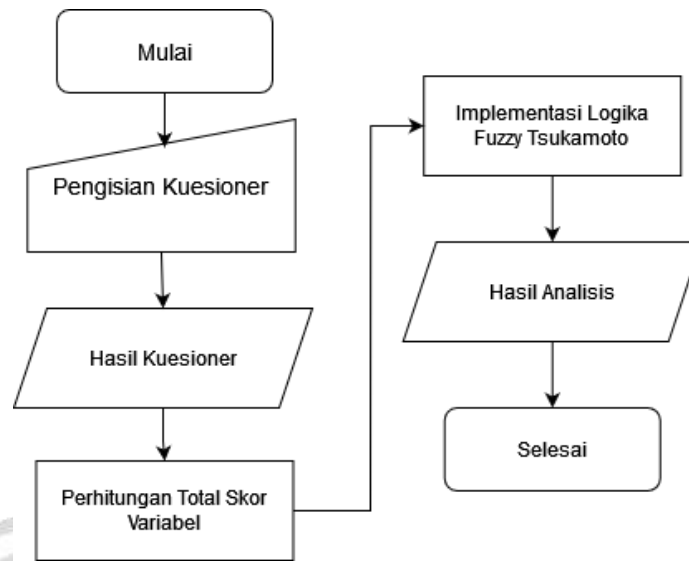 Mulai
Pengisian Kuesioner
Hasil Kuesioner
Perhitungan Total Skor
Variabel
Implementasi Logika
Fuzzy Tsukamoto
Hasil Analisis
Selesai